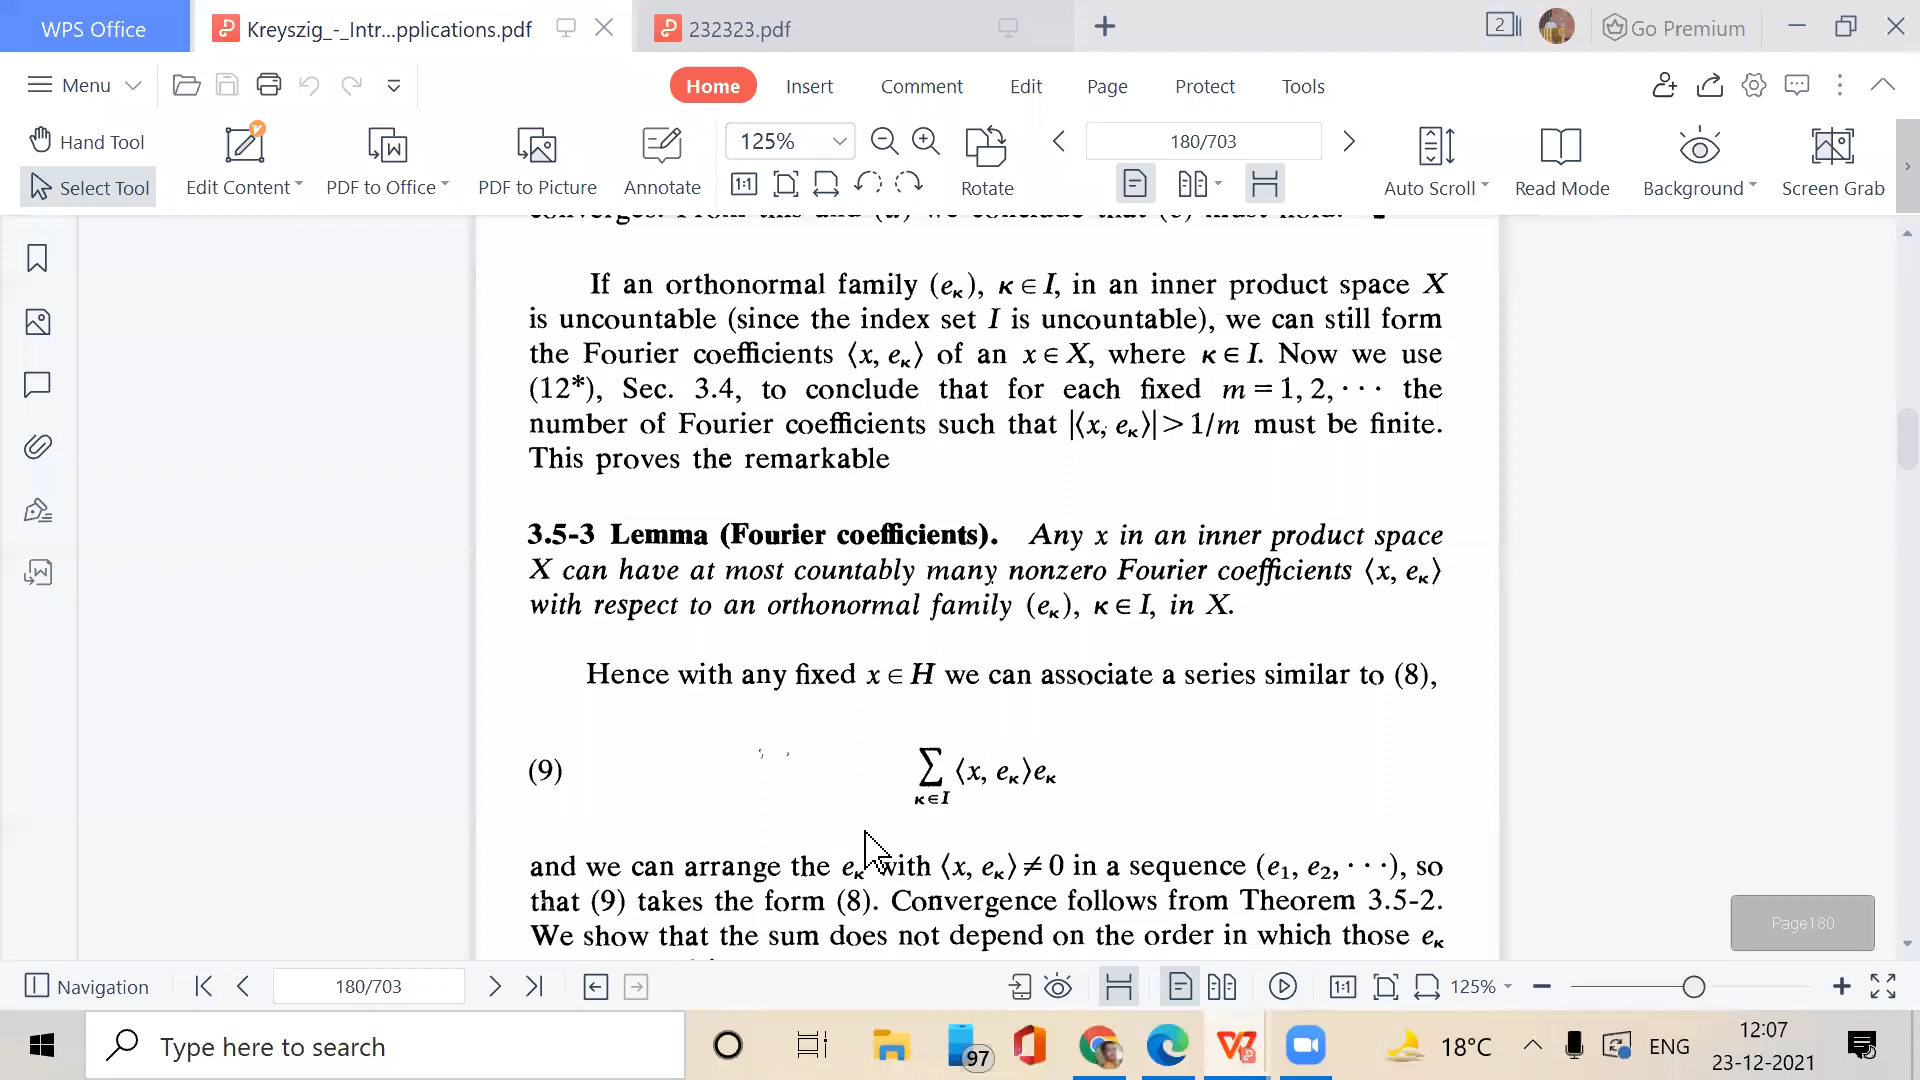 WPS Office
Kreyszig_-_Intr...pplications.pdf
232323.pdf
2
Go Premium
Menu
Home
Insert
Comment
Edit
Page
Protect
Tools
Hand Tool
Select Tool
Edit Content
PDF to Office
PDF to Picture
Annotate
125%
180/703
Rotate
Auto Scroll
Read Mode
Background
Screen Grab
If an orthonormal family (eκ), κ ∈ I, in an inner product space X
is uncountable (since the index set I is uncountable), we can still form
the Fourier coefficients ⟨x, eκ⟩ of an x ∈ X, where κ ∈ I. Now we use
(12*), Sec. 3.4, to conclude that for each fixed m = 1, 2, · · · the
number of Fourier coefficients such that |⟨x, eκ⟩| > 1/m must be finite.
This proves the remarkable
3.5-3 Lemma (Fourier coefficients). Any x in an inner product space
X can have at most countably many nonzero Fourier coefficients ⟨x, eκ⟩
with respect to an orthonormal family (eκ), κ ∈ I, in X.
Hence with any fixed x ∈ H we can associate a series similar to (8),
(9) ∑ ⟨x, eκ⟩eκ
κ∈I
and we can arrange the eκ with ⟨x, eκ⟩ ≠ 0 in a sequence (e1, e2, · · ·), so
that (9) takes the form (8). Convergence follows from Theorem 3.5-2.
We show that the sum does not depend on the order in which those eκ
Page180
Navigation
180/703
125%
Type here to search
97
18°C
ENG
12:07
23-12-2021